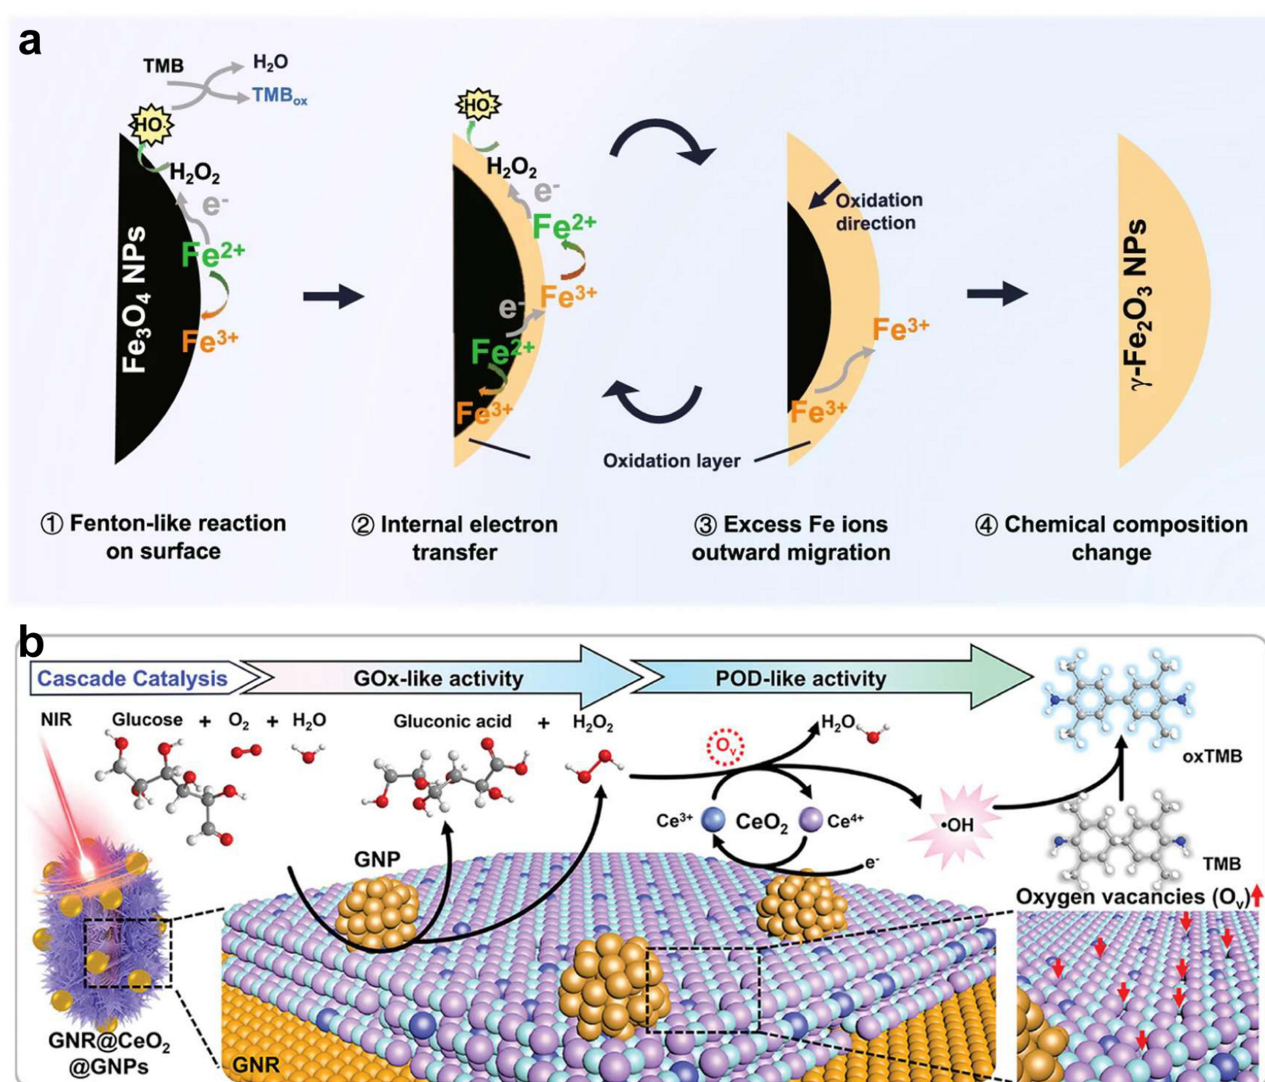 a
TMB
H₂O
TMBox
HO·
H₂O₂
e⁻
Fe²⁺
Fe³⁺
Fe₃O₄ NPs
HO·
H₂O₂
e⁻
Fe²⁺
Fe³⁺
e⁻
Fe²⁺
Fe³⁺
Oxidation
direction
Fe³⁺
Fe³⁺
Oxidation layer
γ-Fe₂O₃ NPs
① Fenton-like reaction
on surface
② Internal electron
transfer
③ Excess Fe ions
outward migration
④ Chemical composition
change
b
Cascade Catalysis
GOx-like activity
POD-like activity
NIR
Glucose + O₂ + H₂O
Gluconic acid + H₂O₂
Oᵥ
H₂O
oxTMB
Ce³⁺
CeO₂
Ce⁴⁺
•OH
e⁻
TMB
GNP
Oxygen vacancies (Oᵥ)
GNR@CeO₂
@GNPs
GNR